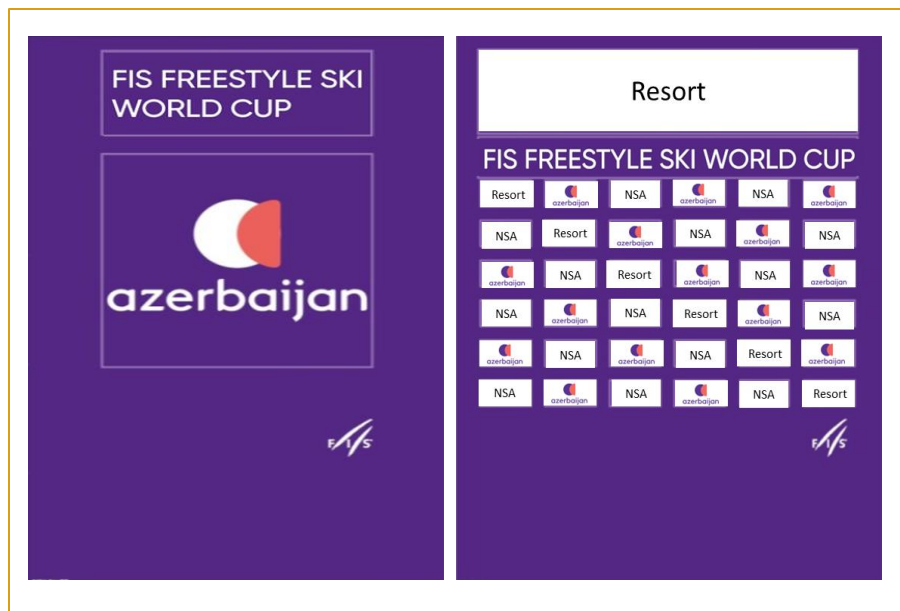 FIS FREESTYLE SKI
WORLD CUP
azerbaijan
FIS
Resort
FIS FREESTYLE SKI WORLD CUP
Resort azerbaijan NSA azerbaijan NSA azerbaijan
NSA Resort azerbaijan NSA azerbaijan NSA
azerbaijan NSA Resort azerbaijan NSA azerbaijan
NSA azerbaijan NSA Resort azerbaijan NSA
azerbaijan NSA azerbaijan NSA Resort azerbaijan
NSA azerbaijan NSA azerbaijan NSA Resort
FIS